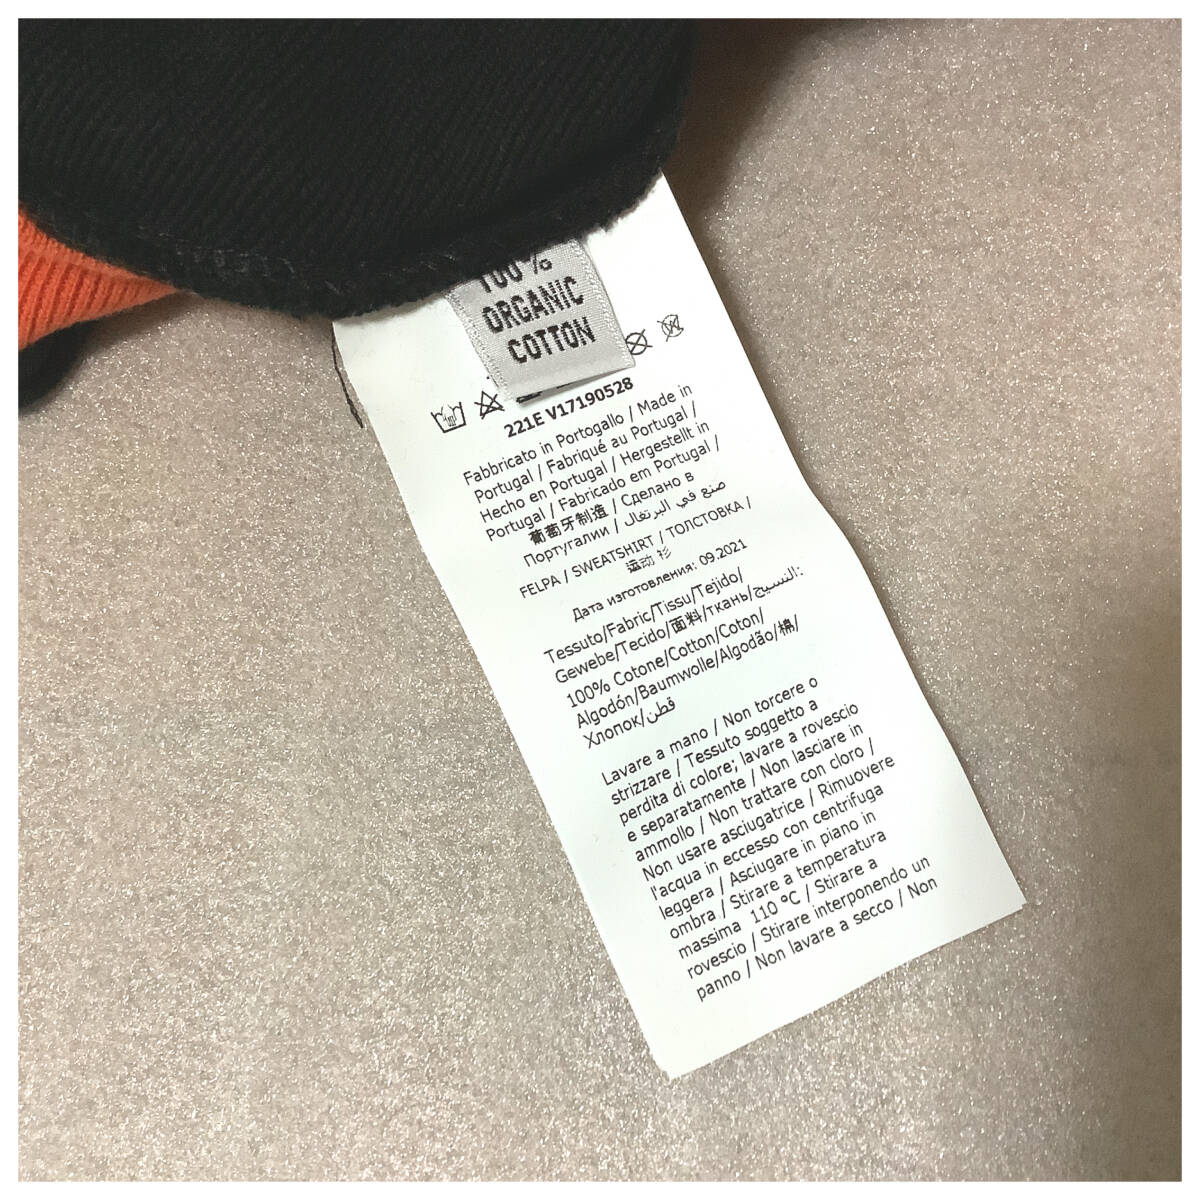 100%
ORGANIC
COTTON
221E V17190528
Fabbricato in Portogallo / Made in
Portugal / Fabriqué au Portugal /
Hecho en Portugal / Hergestellt in
Portugal / Fabricado em Portugal /
葡萄牙制造 / Сделано в
Португалии / صنع في البرتغال
FELPA / SWEATSHIRT / ТОЛСТОВКА /
运动 衫
Дата изготовления: 09.2021
Tessuto/Fabric/Tissu/Tejido/
Gewebe/Tecido/面料/ткань/النسيج:
100% Cotone/Cotton/Coton/
Algodón/Baumwolle/Algodão/棉/
Хлопок/قطن
Lavare a mano / Non torcere o
strizzare / Tessuto soggetto a
perdita di colore; lavare a rovescio
e separatamente / Non lasciare in
ammollo / Non trattare con cloro /
Non usare asciugatrice / Rimuovere
l'acqua in eccesso con centrifuga
leggera / Asciugare in piano in
ombra / Stirare a temperatura
massima 110 °C / Stirare a
rovescio / Stirare interponendo un
panno / Non lavare a secco / Non